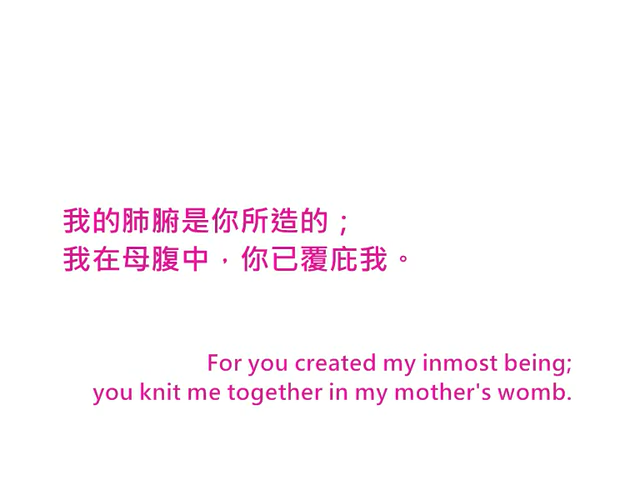 我的肺腑是你所造的；
我在母腹中，你已覆庇我。
For you created my inmost being;
you knit me together in my mother's womb.